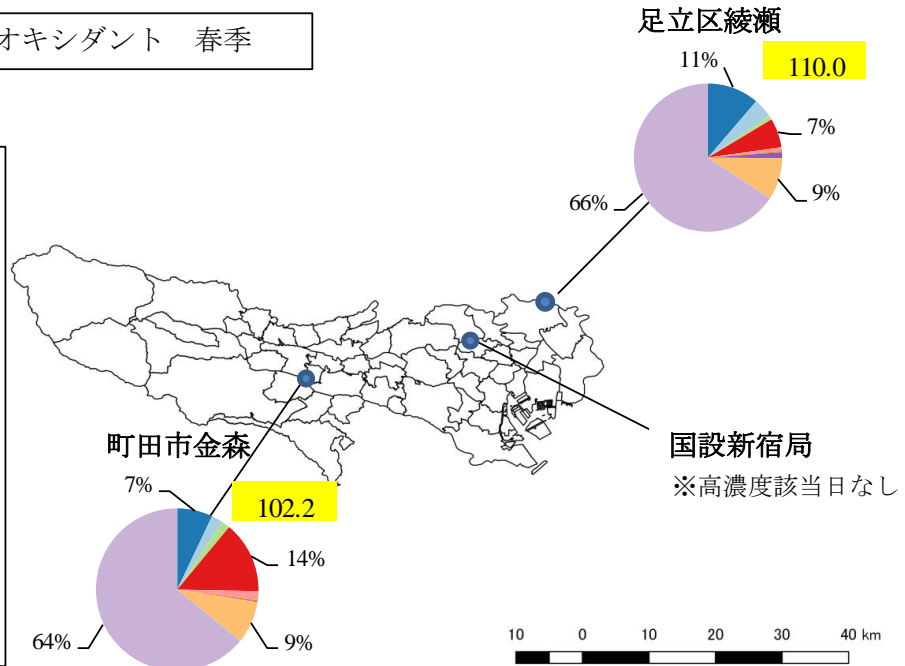 オキシダント　春季
足立区綾瀬
11%
110.0
7%
9%
66%
町田市金森
7%
102.2
14%
9%
64%
国設新宿局
※高濃度該当日なし
10 0 10 20 30 40 km